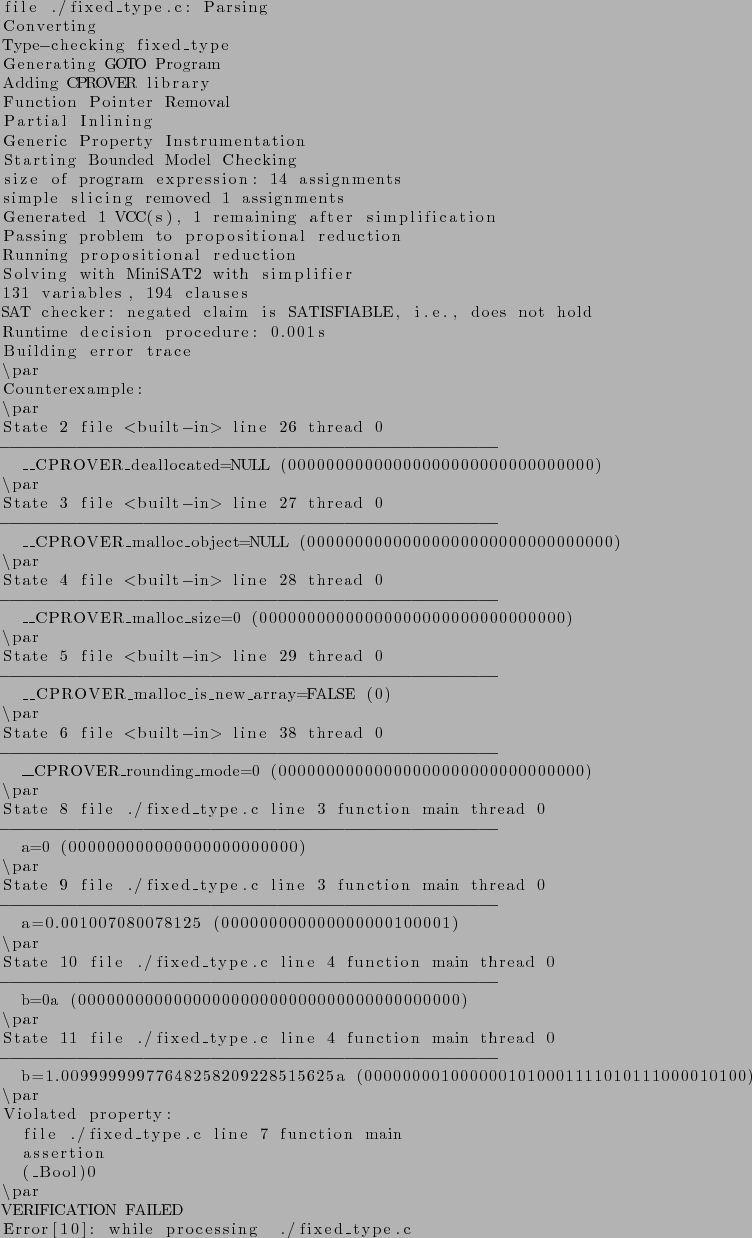 file ./fixed_type.c: Parsing
Converting
Type−checking fixed_type
Generating GOTO Program
Adding CPROVER library
Function Pointer Removal
Partial Inlining
Generic Property Instrumentation
Starting Bounded Model Checking
size of program expression: 14 assignments
simple slicing removed 1 assignments
Generated 1 VCC(s), 1 remaining after simplification
Passing problem to propositional reduction
Running propositional reduction
Solving with MiniSAT2 with simplifier
131 variables, 194 clauses
SAT checker: negated claim is SATISFIABLE, i.e., does not hold
Runtime decision procedure: 0.001s
Building error trace
\par
Counterexample:
\par
State 2 file <built−in> line 26 thread 0
----------------------------------------------------
__CPROVER_deallocated=NULL (00000000000000000000000000000000)
\par
State 3 file <built−in> line 27 thread 0
----------------------------------------------------
__CPROVER_malloc_object=NULL (00000000000000000000000000000000)
\par
State 4 file <built−in> line 28 thread 0
----------------------------------------------------
__CPROVER_malloc_size=0 (00000000000000000000000000000000)
\par
State 5 file <built−in> line 29 thread 0
----------------------------------------------------
__CPROVER_malloc_is_new_array=FALSE (0)
\par
State 6 file <built−in> line 38 thread 0
----------------------------------------------------
__CPROVER_rounding_mode=0 (00000000000000000000000000000000)
\par
State 8 file ./fixed_type.c line 3 function main thread 0
----------------------------------------------------
a=0 (000000000000000000000000)
\par
State 9 file ./fixed_type.c line 3 function main thread 0
----------------------------------------------------
a=0.001007080078125 (000000000000000000100001)
\par
State 10 file ./fixed_type.c line 4 function main thread 0
----------------------------------------------------
b=0a (0000000000000000000000000000000000000000)
\par
State 11 file ./fixed_type.c line 4 function main thread 0
----------------------------------------------------
b=1.00999999977648258209228515625a (0000000010000001010001111010111000010100)
\par
Violated property:
file ./fixed_type.c line 7 function main
assertion
(_Bool)0
\par
VERIFICATION FAILED
Error[10]: while processing ./fixed_type.c